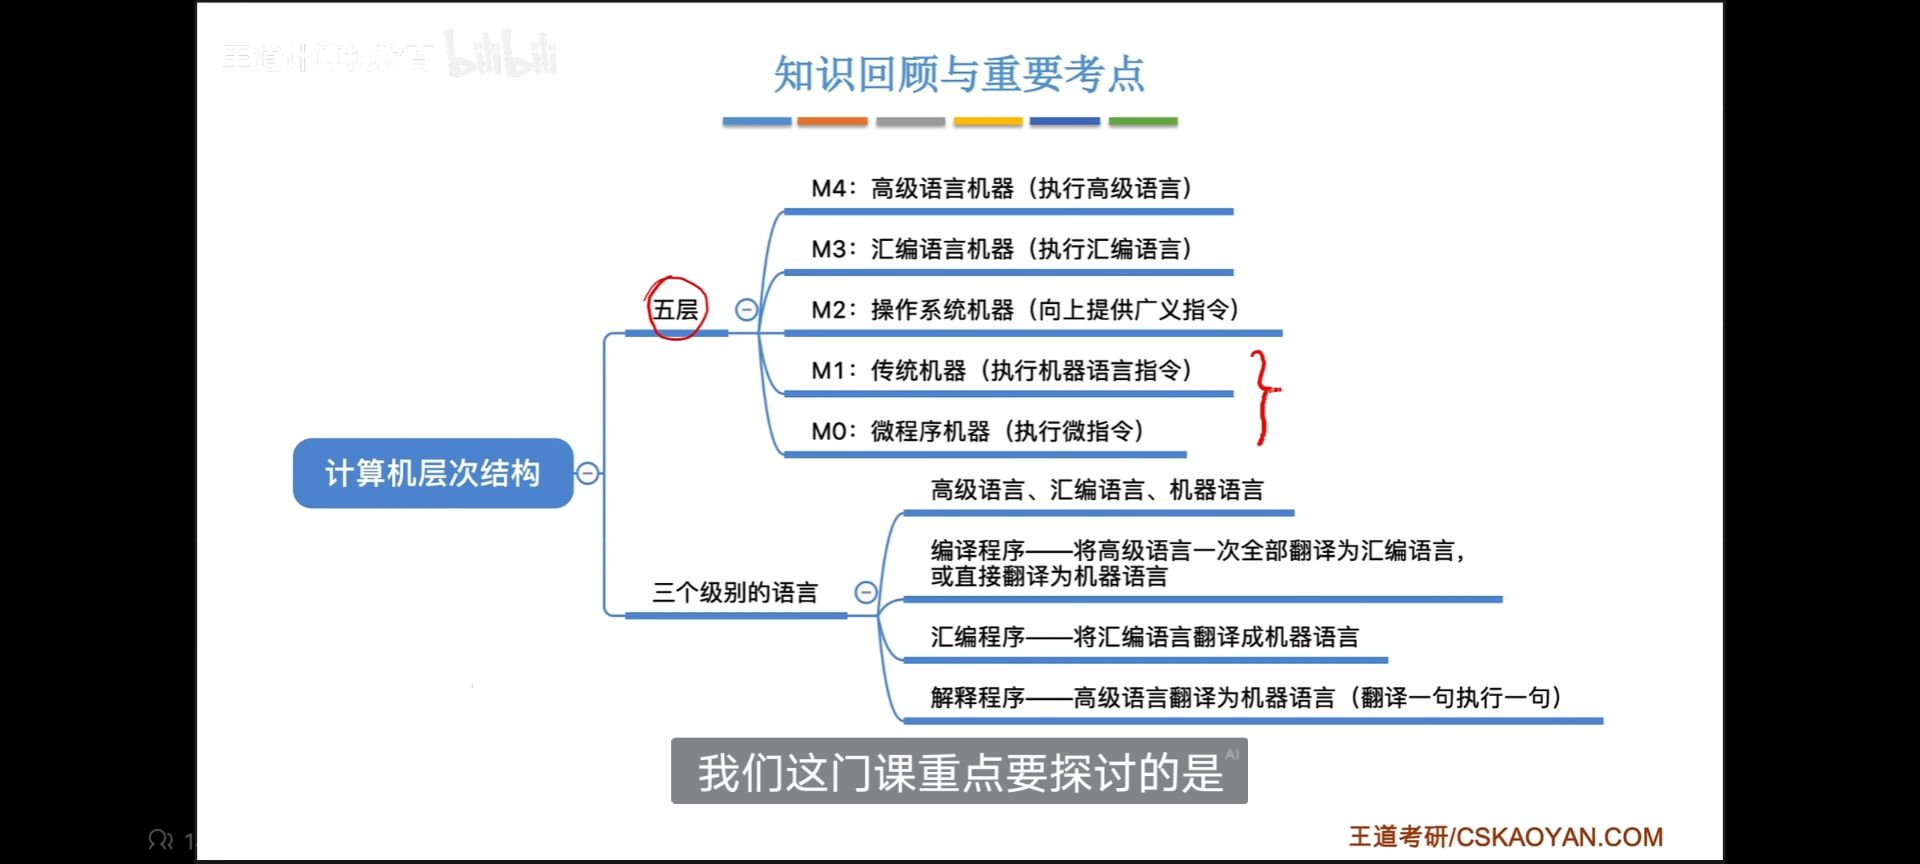 王道计算机教育 bilibili
知识回顾与重要考点
M4：高级语言机器（执行高级语言）
M3：汇编语言机器（执行汇编语言）
五层
M2：操作系统机器（向上提供广义指令）
M1：传统机器（执行机器语言指令）
M0：微程序机器（执行微指令）
计算机层次结构
高级语言、汇编语言、机器语言
编译程序——将高级语言一次全部翻译为汇编语言，
或直接翻译为机器语言
三个级别的语言
汇编程序——将汇编语言翻译成机器语言
解释程序——高级语言翻译为机器语言（翻译一句执行一句）
我们这门课重点要探讨的是
AI
王道考研/CSKAOYAN.COM